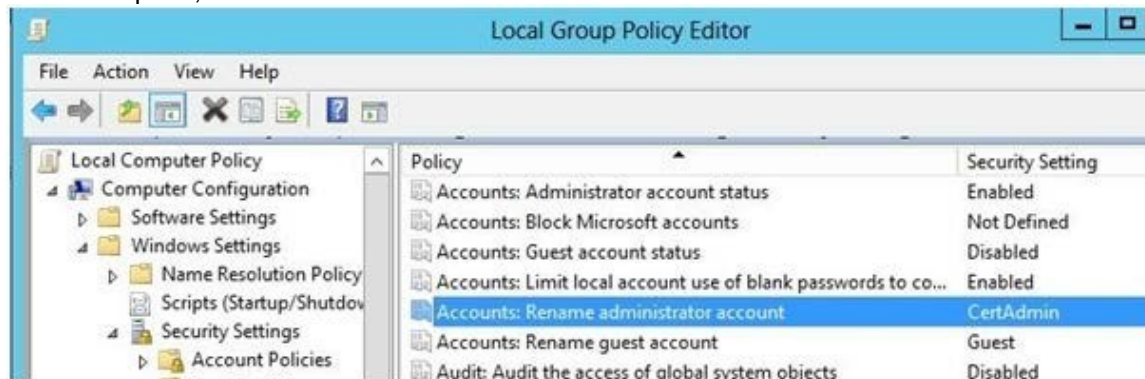 Local Group Policy Editor
File Action View Help
Local Computer Policy
Computer Configuration
Software Settings
Windows Settings
Name Resolution Policy
Scripts (Startup/Shutdow
Security Settings
Account Policies
Policy Security Setting
Accounts: Administrator account status Enabled
Accounts: Block Microsoft accounts Not Defined
Accounts: Guest account status Disabled
Accounts: Limit local account use of blank passwords to co... Enabled
Accounts: Rename administrator account CertAdmin
Accounts: Rename guest account Guest
Audit: Audit the access of global system objects Disabled